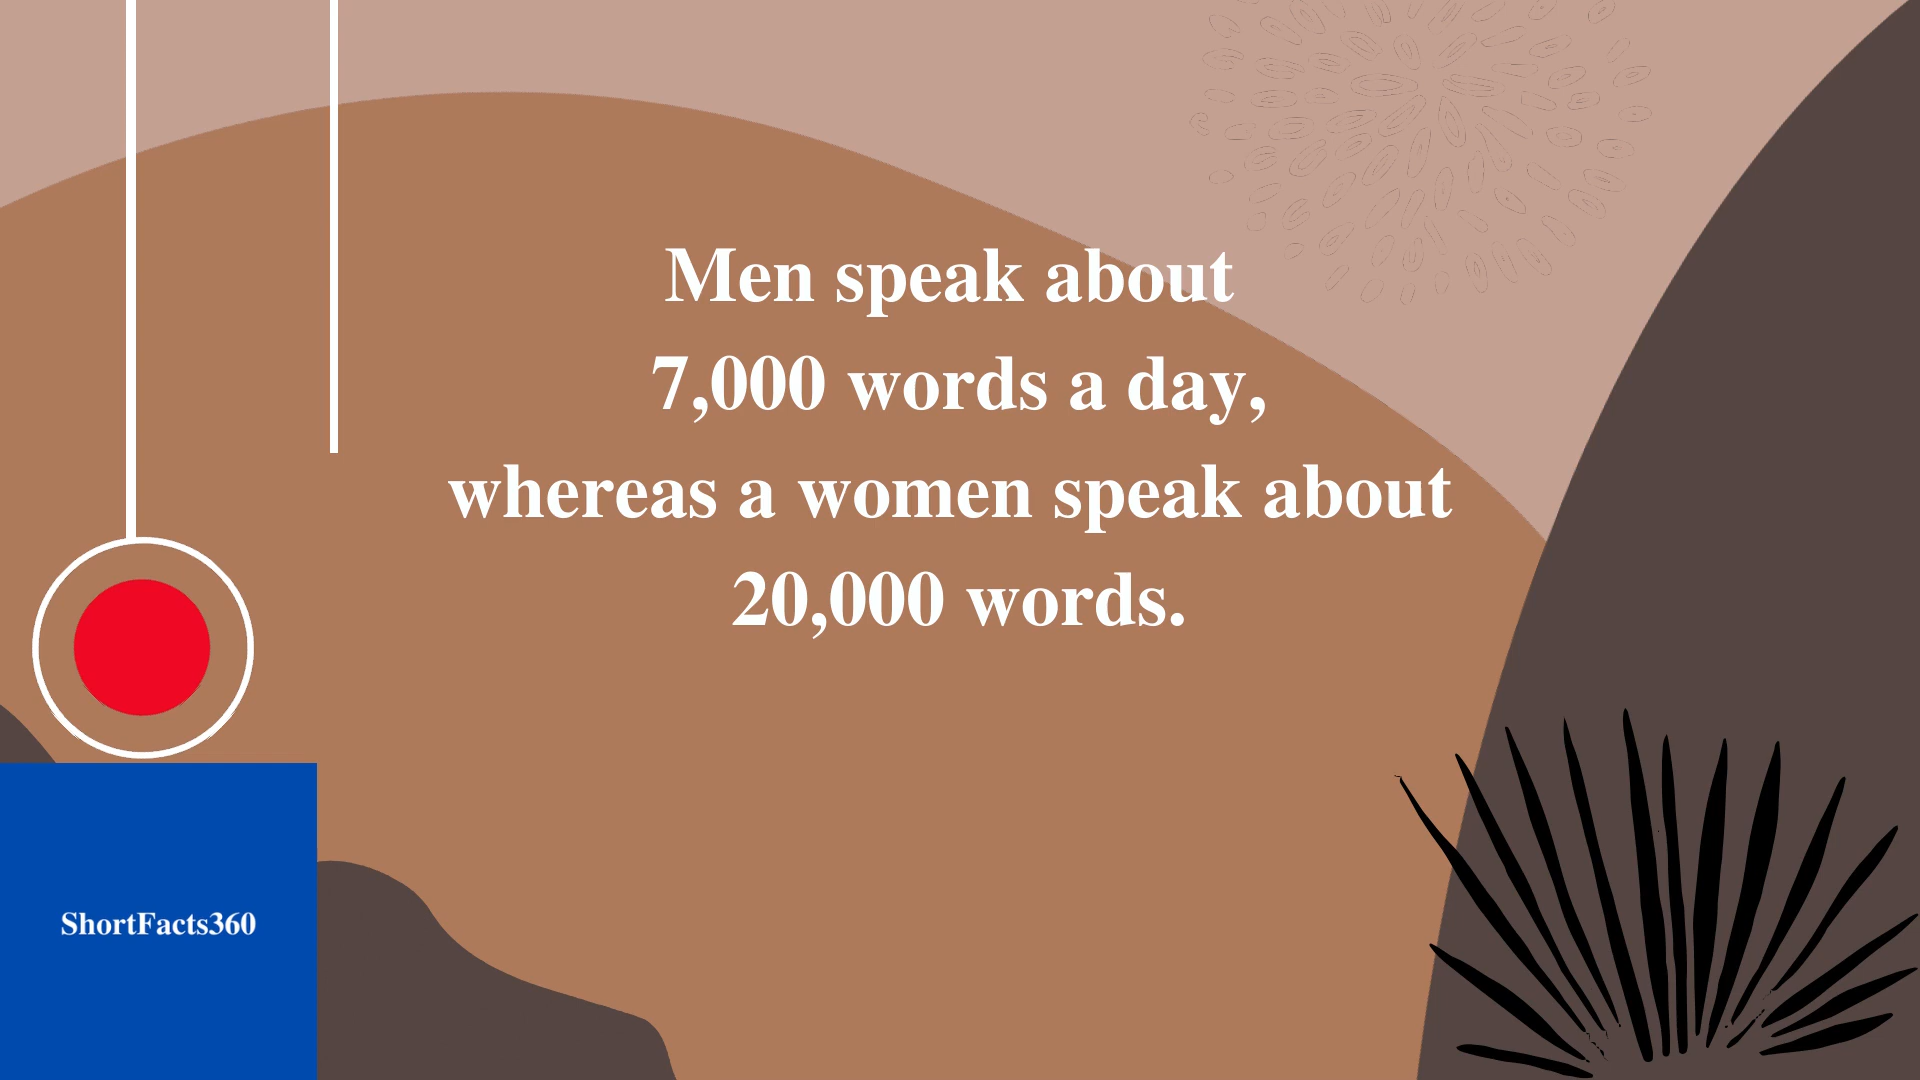 Men speak about
7,000 words a day,
whereas a women speak about
20,000 words.
ShortFacts360